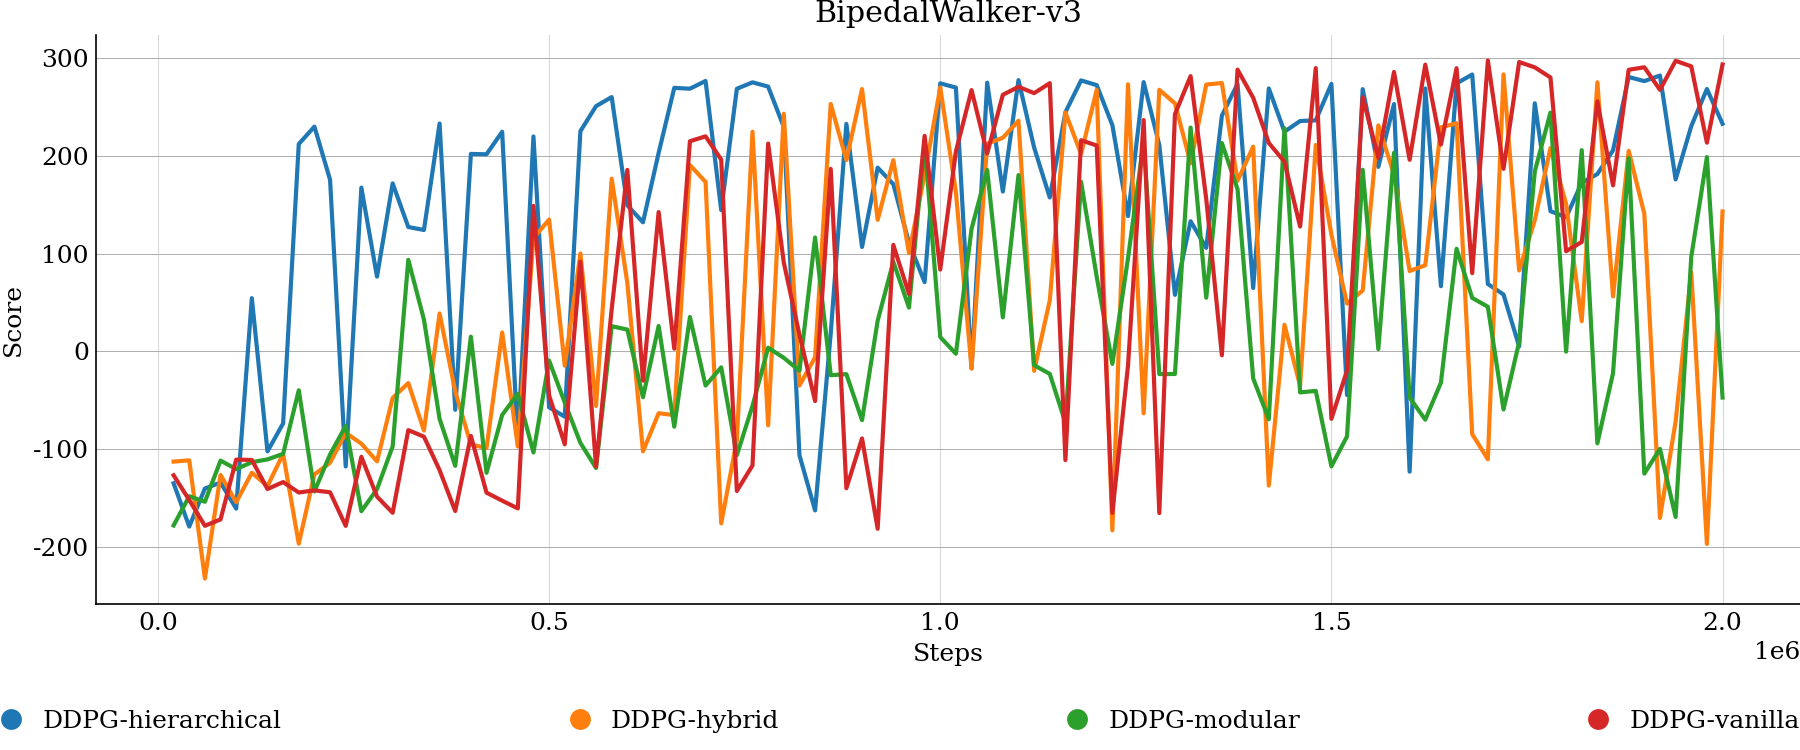 BipedalWalker-v3
300
200
100
0
-100
-200
Score
0.0 0.5 1.0 1.5 2.0
Steps
1e6
DDPG-hierarchical DDPG-hybrid DDPG-modular DDPG-vanilla